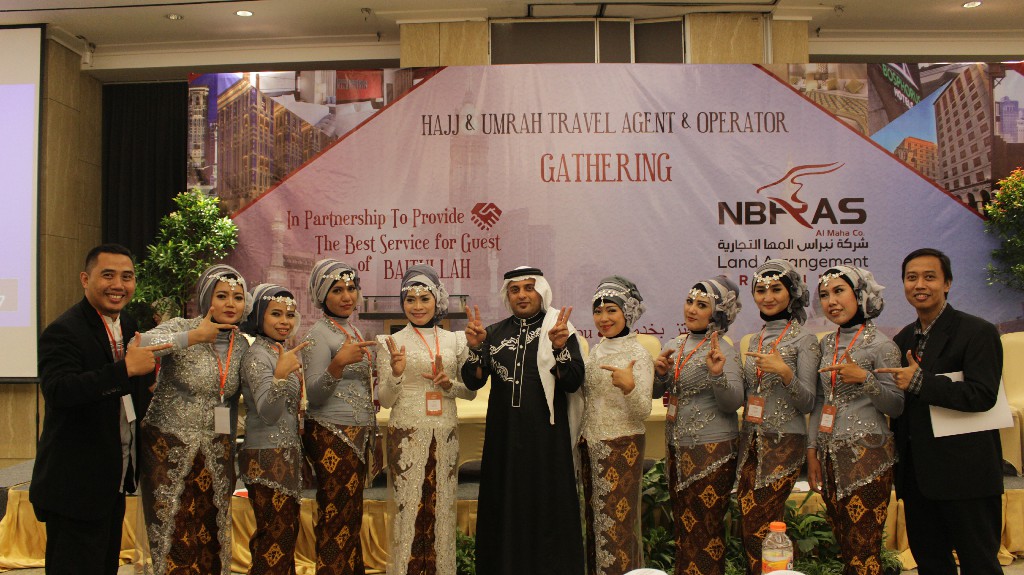 HAJJ & UMRAH TRAVEL AGENT & OPERATOR
GATHERING
In Partnership To Provide
The Best Service for Guest
of BAITULLAH
NBRAS
Al Maha Co.
شركة نبراس المها التجارية
Land Arrangement
BOSPHORUS